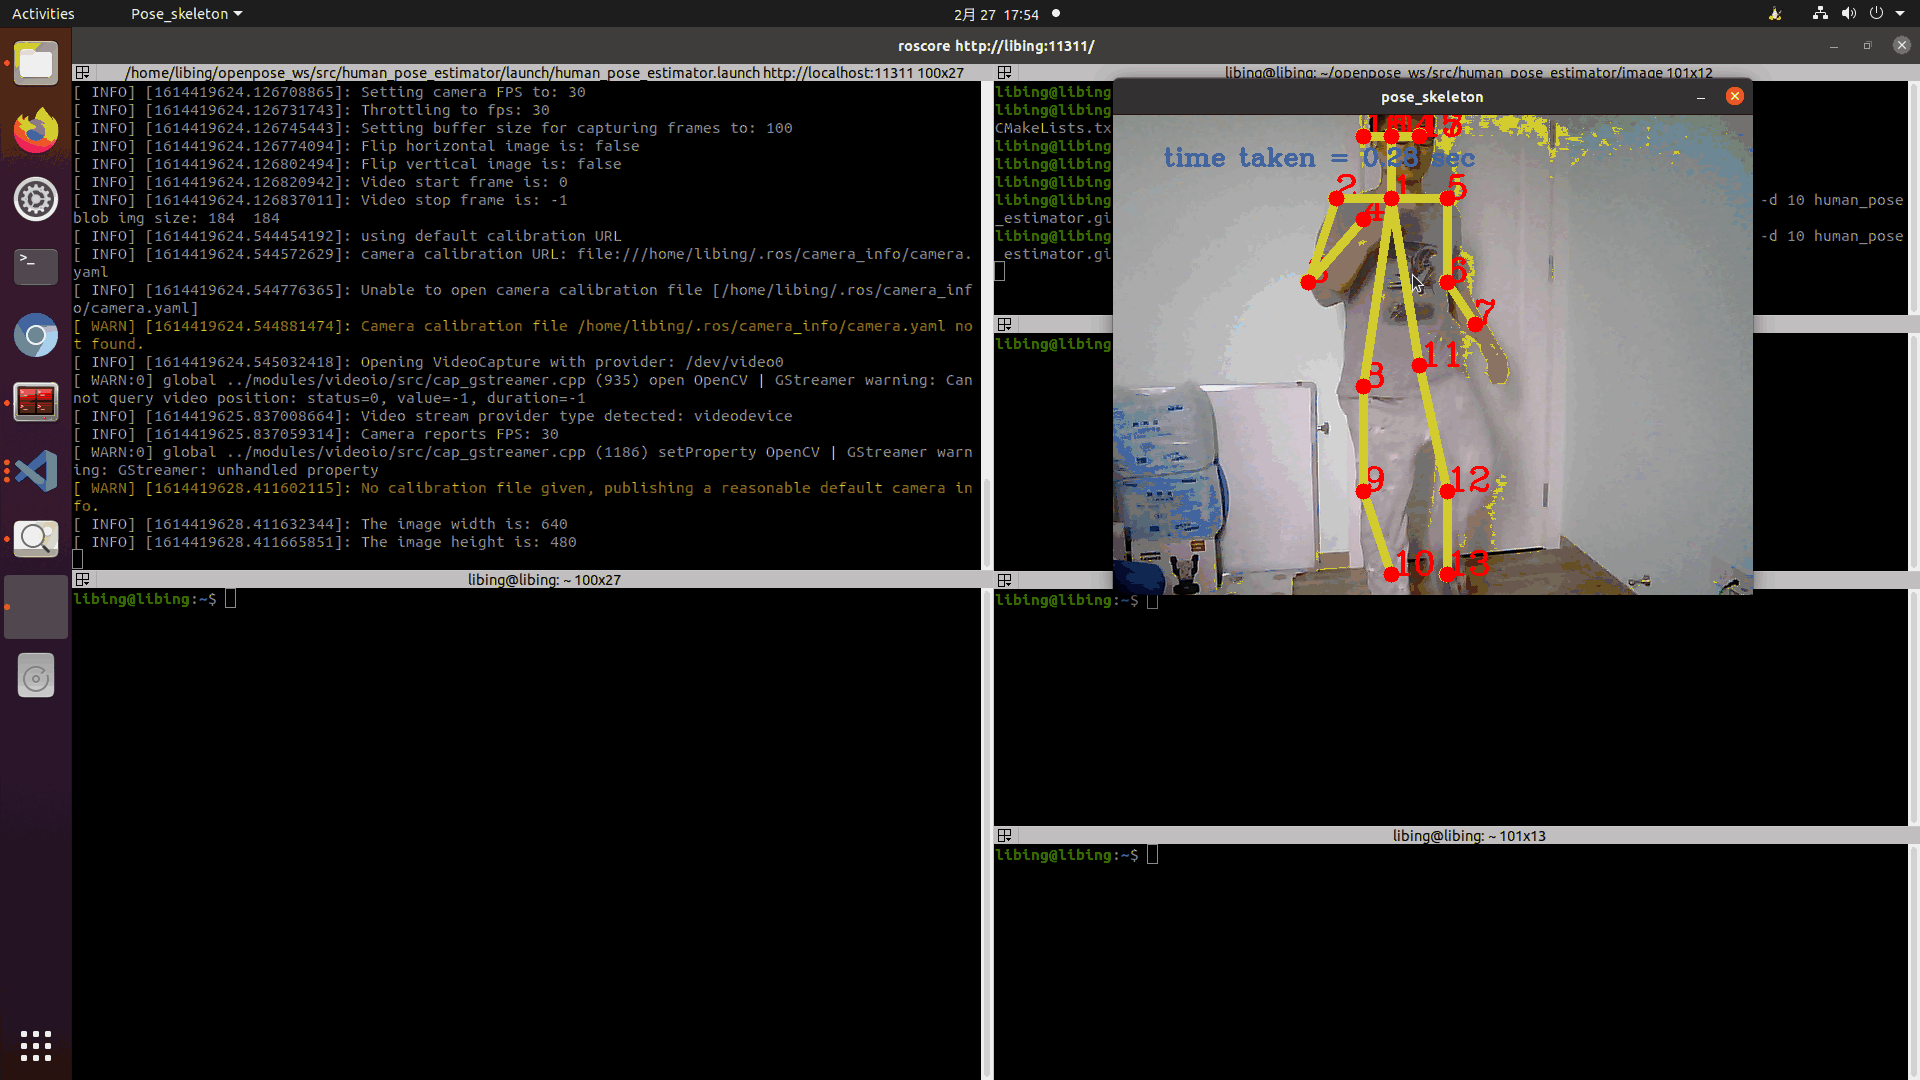 Activities
Pose_skeleton
2月 27 17:54
roscore http://libing:11311/
/home/libing/openpose_ws/src/human_pose_estimator/launch/human_pose_estimator.launch http://localhost:11311 100x27
[ INFO] [1614419624.126708865]: Setting camera FPS to: 30
[ INFO] [1614419624.126731743]: Throttling to fps: 30
[ INFO] [1614419624.126745443]: Setting buffer size for capturing frames to: 100
[ INFO] [1614419624.126774094]: Flip horizontal image is: false
[ INFO] [1614419624.126802494]: Flip vertical image is: false
[ INFO] [1614419624.126820942]: Video start frame is: 0
[ INFO] [1614419624.126837011]: Video stop frame is: -1
blob img size: 184  184
[ INFO] [1614419624.544454192]: using default calibration URL
[ INFO] [1614419624.544572629]: camera calibration URL: file:///home/libing/.ros/camera_info/camera.
yaml
[ INFO] [1614419624.544776365]: Unable to open camera calibration file [/home/libing/.ros/camera_inf
o/camera.yaml]
[ WARN] [1614419624.544881474]: Camera calibration file /home/libing/.ros/camera_info/camera.yaml no
t found.
[ INFO] [1614419624.545032418]: Opening VideoCapture with provider: /dev/video0
[ WARN:0] global ../modules/videoio/src/cap_gstreamer.cpp (935) open OpenCV | GStreamer warning: Can
not query video position: status=0, value=-1, duration=-1
[ INFO] [1614419625.837008664]: Video stream provider type detected: videodevice
[ INFO] [1614419625.837059314]: Camera reports FPS: 30
[ WARN:0] global ../modules/videoio/src/cap_gstreamer.cpp (1186) setProperty OpenCV | GStreamer warn
ing: GStreamer: unhandled property
[ WARN] [1614419628.411602115]: No calibration file given, publishing a reasonable default camera in
fo.
[ INFO] [1614419628.411632344]: The image width is: 640
[ INFO] [1614419628.411665851]: The image height is: 480
libing@libing: ~ 100x27
libing@libing:~$
libing@libing: ~/openpose_ws/src/human_pose_estimator/image 101x12
libing@libing
libing@libing
CMakeLists.tx
libing@libing
libing@libing
libing@libing
libing@libing -d 10 human_pose
_estimator.gi
libing@libing -d 10 human_pose
_estimator.gi
libing@libing
libing@libing:~$
libing@libing: ~ 101x13
libing@libing:~$
pose_skeleton
time taken = 0.28 sec
2 1 5
4
3 6
7
11
8
9 12
10 13